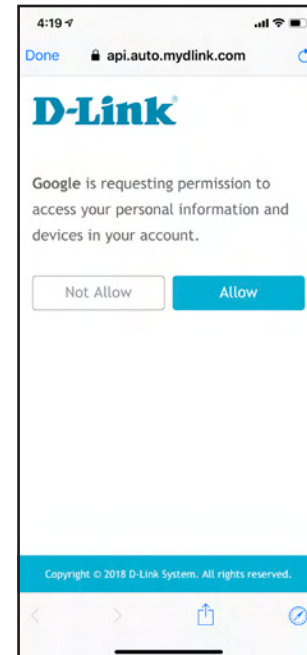 4:19
Done api.auto.mydlink.com
D-Link
Google is requesting permission to
access your personal information and
devices in your account.
Not Allow Allow
Copyright © 2018 D-Link System. All rights reserved.